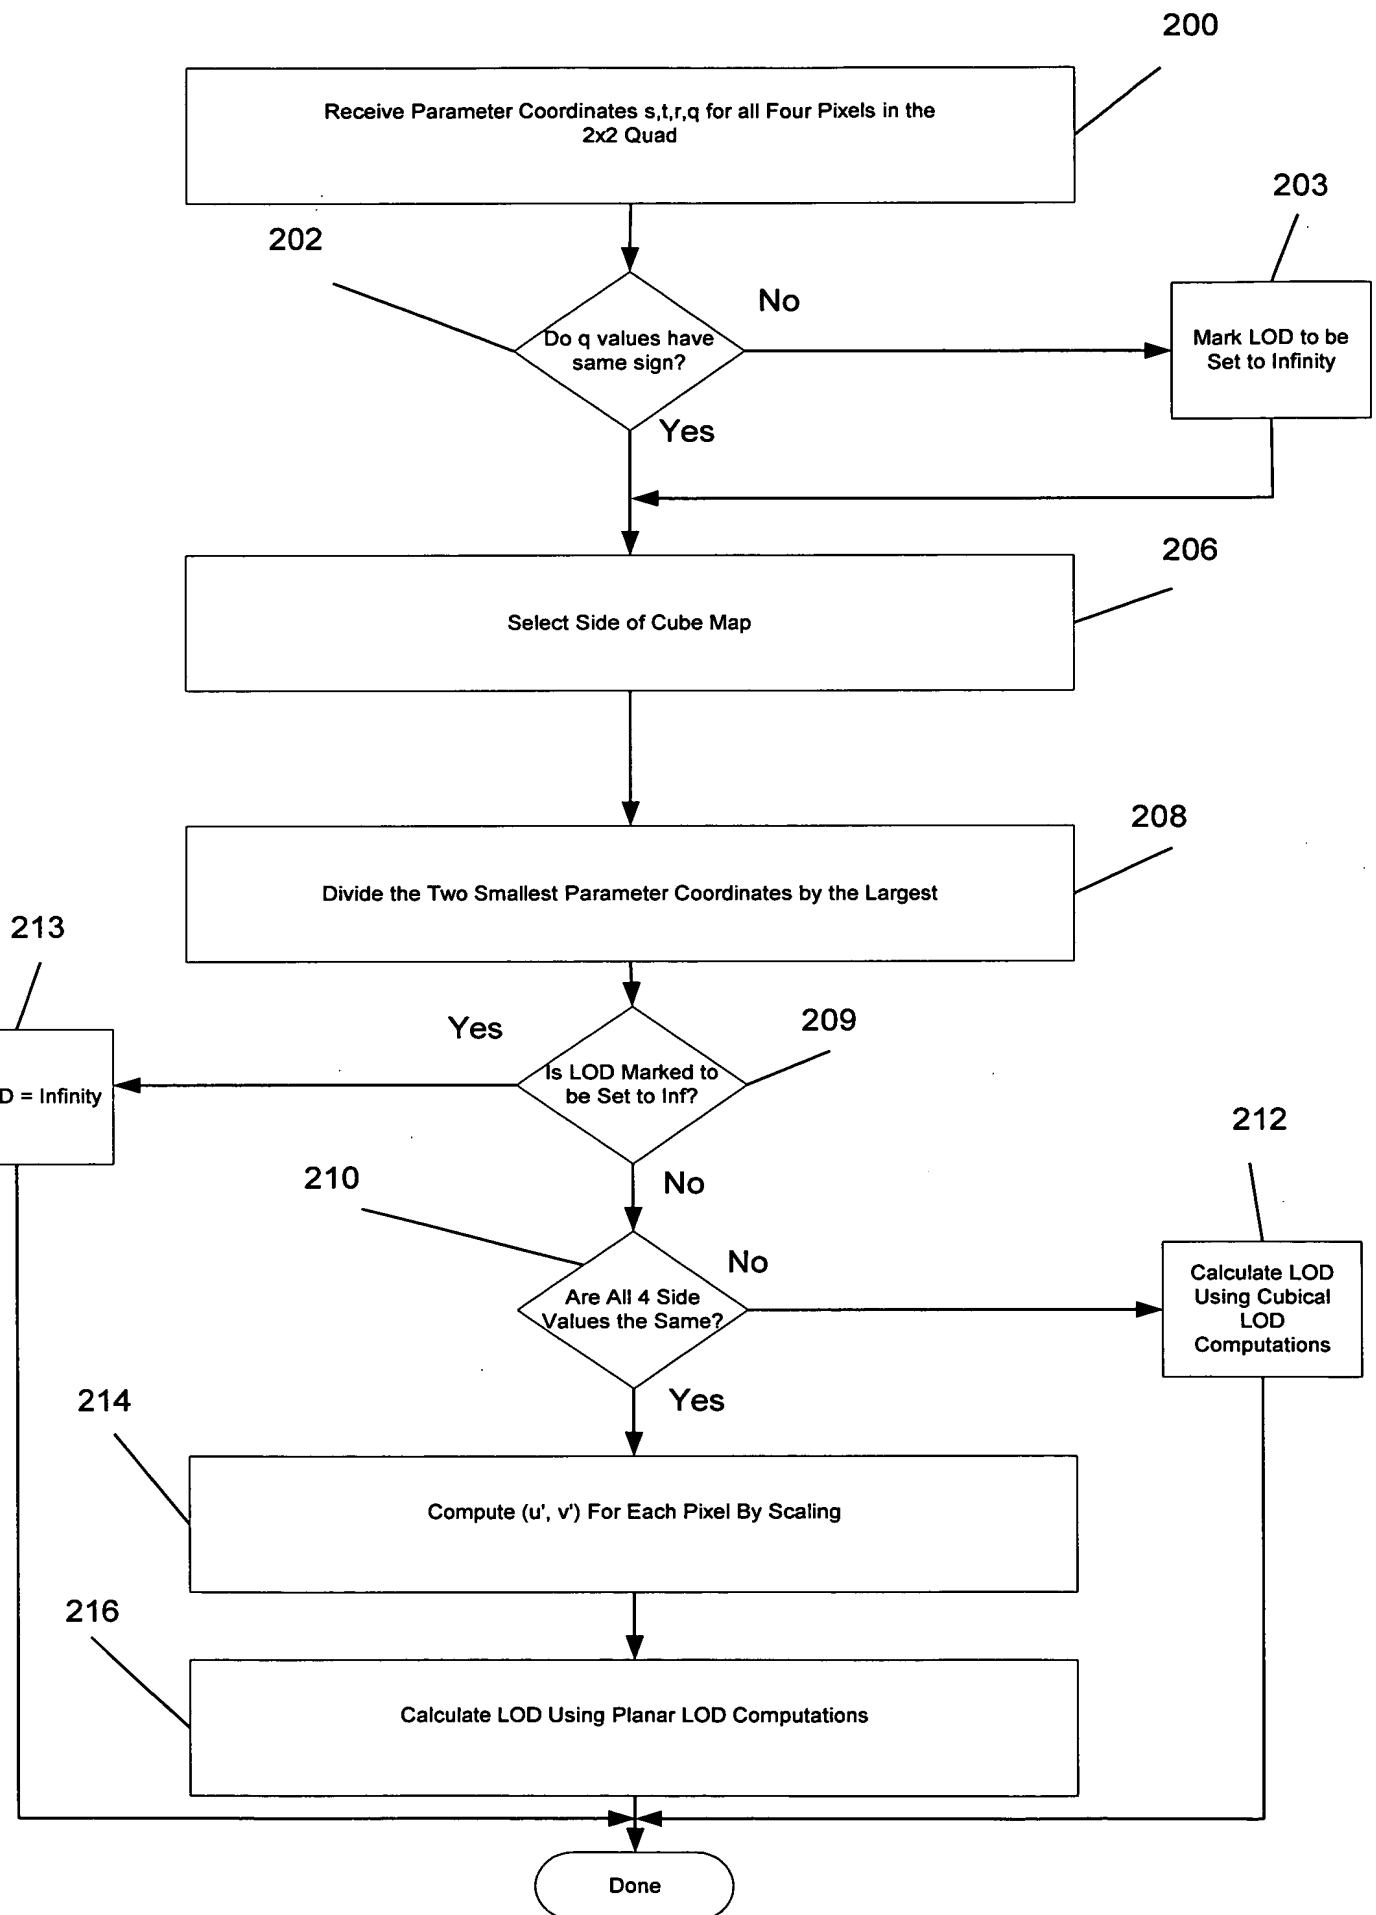 200
Receive Parameter Coordinates s,t,r,q for all Four Pixels in the
2x2 Quad
203
202
No
Do q values have
same sign?
Mark LOD to be
Set to Infinity
Yes
206
Select Side of Cube Map
208
Divide the Two Smallest Parameter Coordinates by the Largest
213
209
Yes
Is LOD Marked to
be Set to Inf?
D = Infinity
212
210
No
No
Are All 4 Side
Values the Same?
Calculate LOD
Using Cubical
LOD
Computations
214
Yes
Compute (u', v') For Each Pixel By Scaling
216
Calculate LOD Using Planar LOD Computations
Done